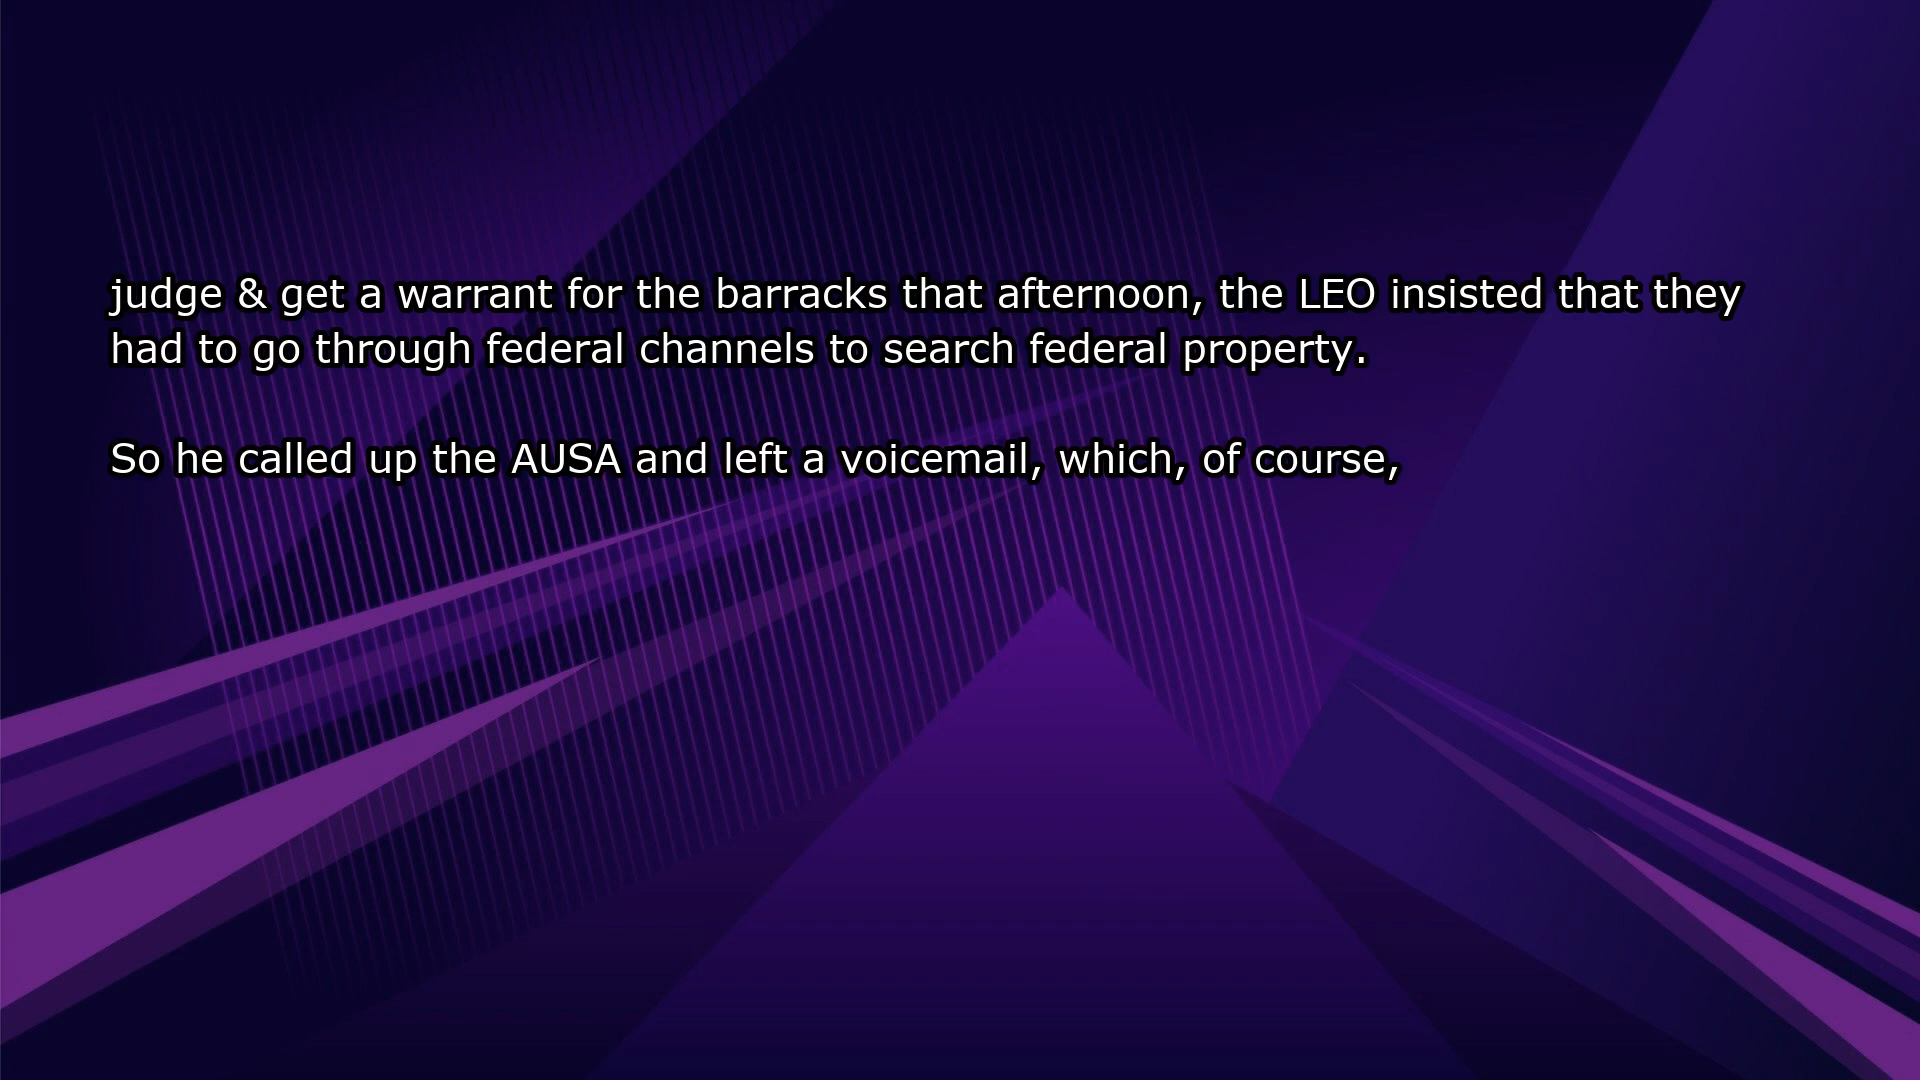 judge & get a warrant for the barracks that afternoon, the LEO insisted that they
had to go through federal channels to search federal property.
So he called up the AUSA and left a voicemail, which, of course,